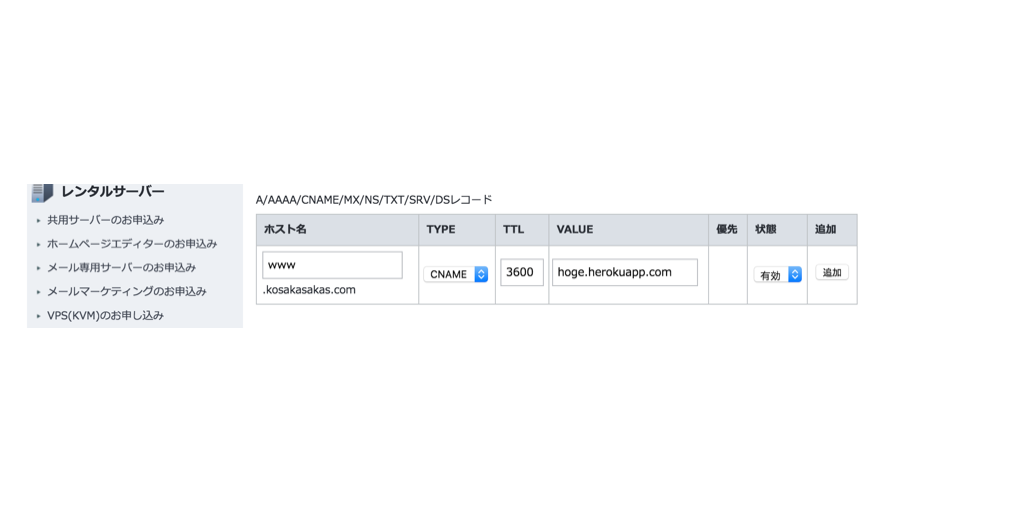 レンタルサーバー
共用サーバーのお申込み
ホームページエディターのお申込み
メール専用サーバーのお申込み
メールマーケティングのお申込み
VPS(KVM)のお申し込み
A/AAAA/CNAME/MX/NS/TXT/SRV/DSレコード
ホスト名 TYPE TTL VALUE 優先 状態 追加
www CNAME 3600 hoge.herokuapp.com 有効 追加
.kosakasakas.com